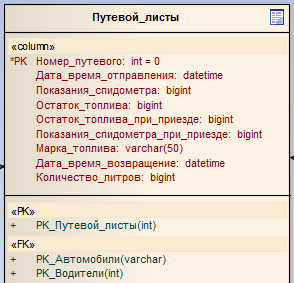 Путевой_листы
«column»
*PK Номер_путевого: int = 0
Дата_время_отправления: datetime
Показания_спидометра: bigint
Остаток_топлива: bigint
Остаток_топлива_при_приезде: bigint
Показания_спидометра_при_приезде: bigint
Марка_топлива: varchar(50)
Дата_время_возвращение: datetime
Количество_литров: bigint
«PK»
+ PK_Путевой_листы(int)
«FK»
+ PK_Автомобили(varchar)
+ PK_Водители(int)